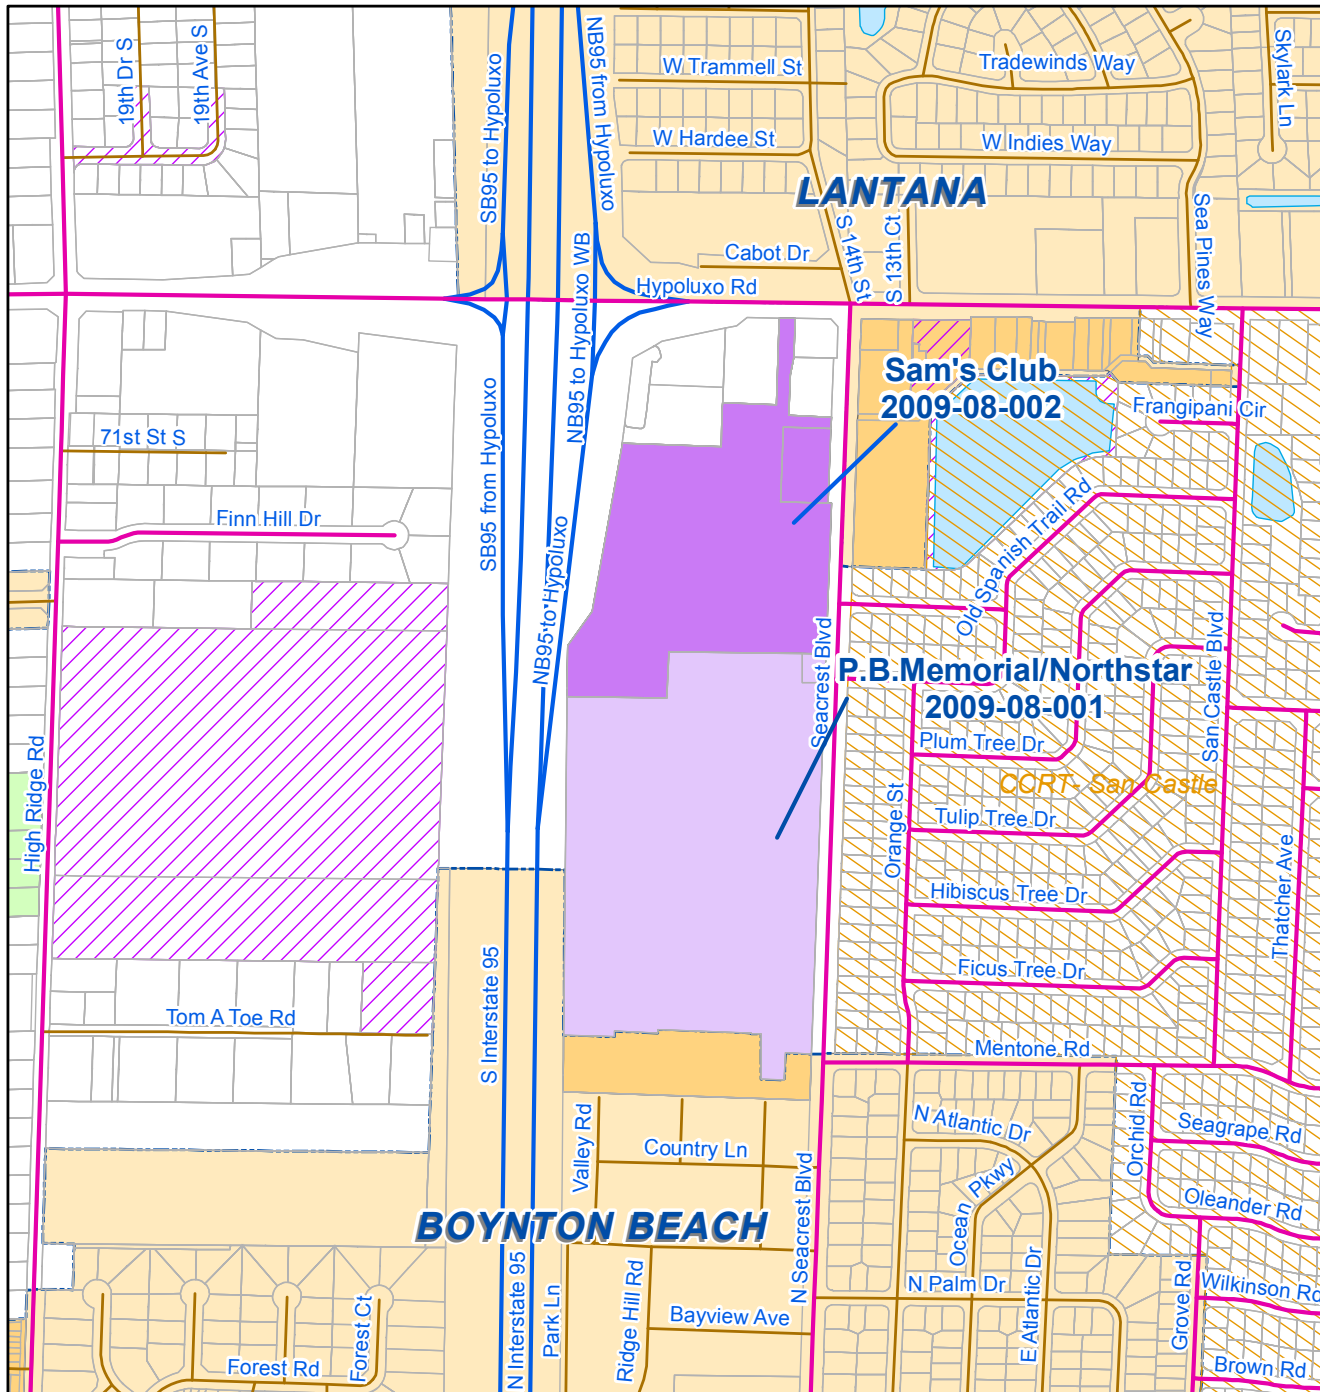 19th Dr S
19th Ave S
SB95 to Hypoluxo
NB95 from Hypoluxo
W Trammell St
Tradewinds Way
Skylark Ln
W Hardee St
W Indies Way
LANTANA
S 14th St
S 13th Ct
Sea Pines Way
Cabot Dr
Hypoluxo Rd
NB95 to Hypoluxo WB
Sam's Club
2009-08-002
Frangipani Cir
71st St S
SB95 from Hypoluxo
Finn Hill Dr
NB95 to Hypoluxo
Old Spanish Trail Rd
Seacrest Blvd
San Castle Blvd
P.B.Memorial/Northstar
2009-08-001
Plum Tree Dr
CCRT- San Castle
High Ridge Rd
Orange St
Tulip Tree Dr
Thatcher Ave
Hibiscus Tree Dr
Ficus Tree Dr
S Interstate 95
Tom A Toe Rd
Mentone Rd
Valley Rd
Country Ln
N Seacrest Blvd
N Atlantic Dr
Ocean Pkwy
Orchid Rd
Seagrape Rd
Oleander Rd
BOYNTON BEACH
N Interstate 95
Park Ln
Ridge Hill Rd
Bayview Ave
N Palm Dr
E Atlantic Dr
Grove Rd
Wilkinson Rd
Forest Rd
Forest Ct
Brown Rd